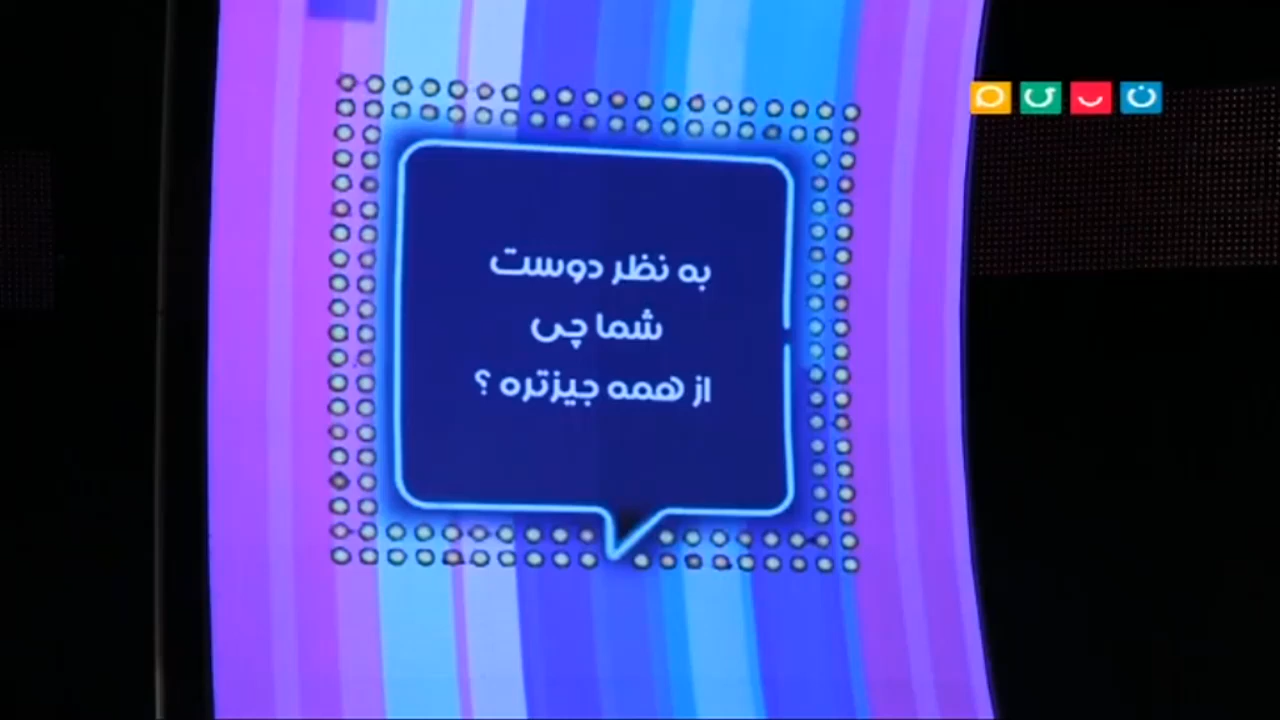 به نظر دوست
شما چی
از همه جیزتره ؟